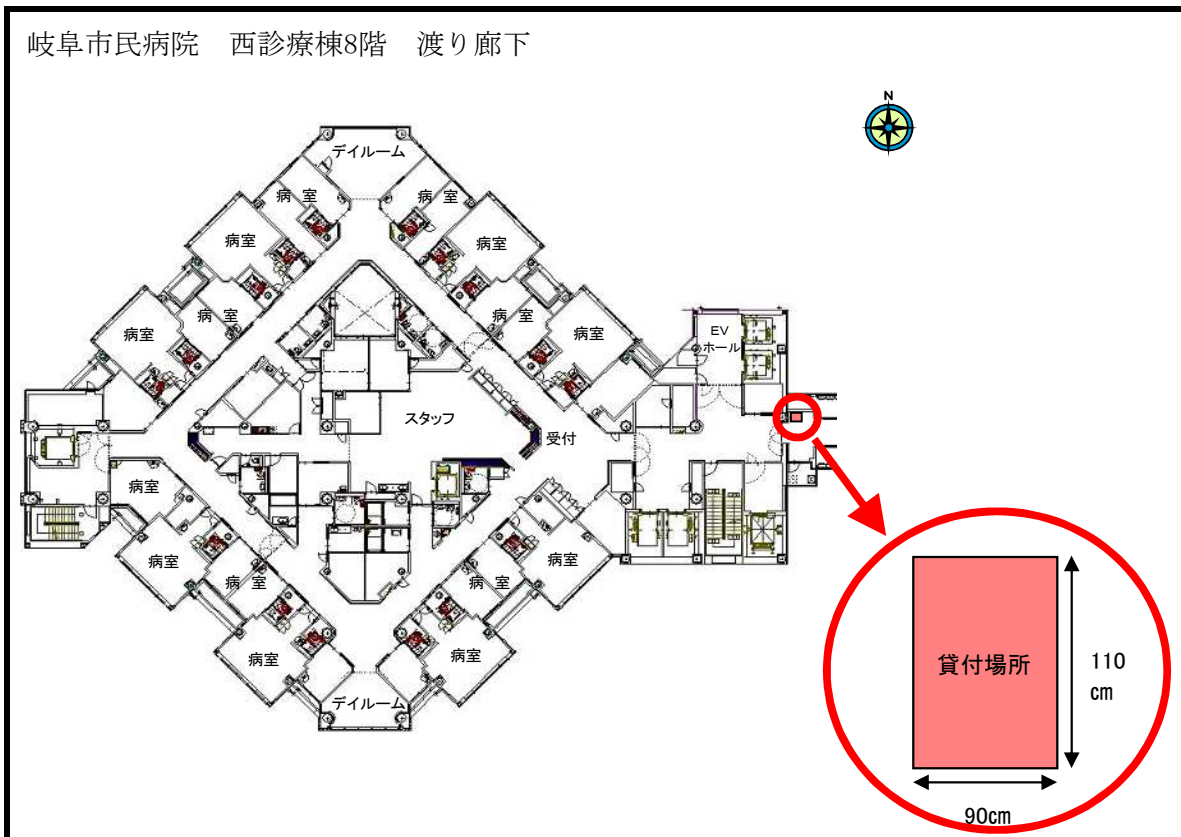 岐阜市民病院　西診療棟8階　渡り廊下
N
デイルーム
病　室
病　室
病室
病室
病　室
病　室
病室
病室
EV
ホール
スタッフ
受付
病室
病室
病室
病　室
病　室
病室
病室
デイルーム
貸付場所
110
cm
90cm